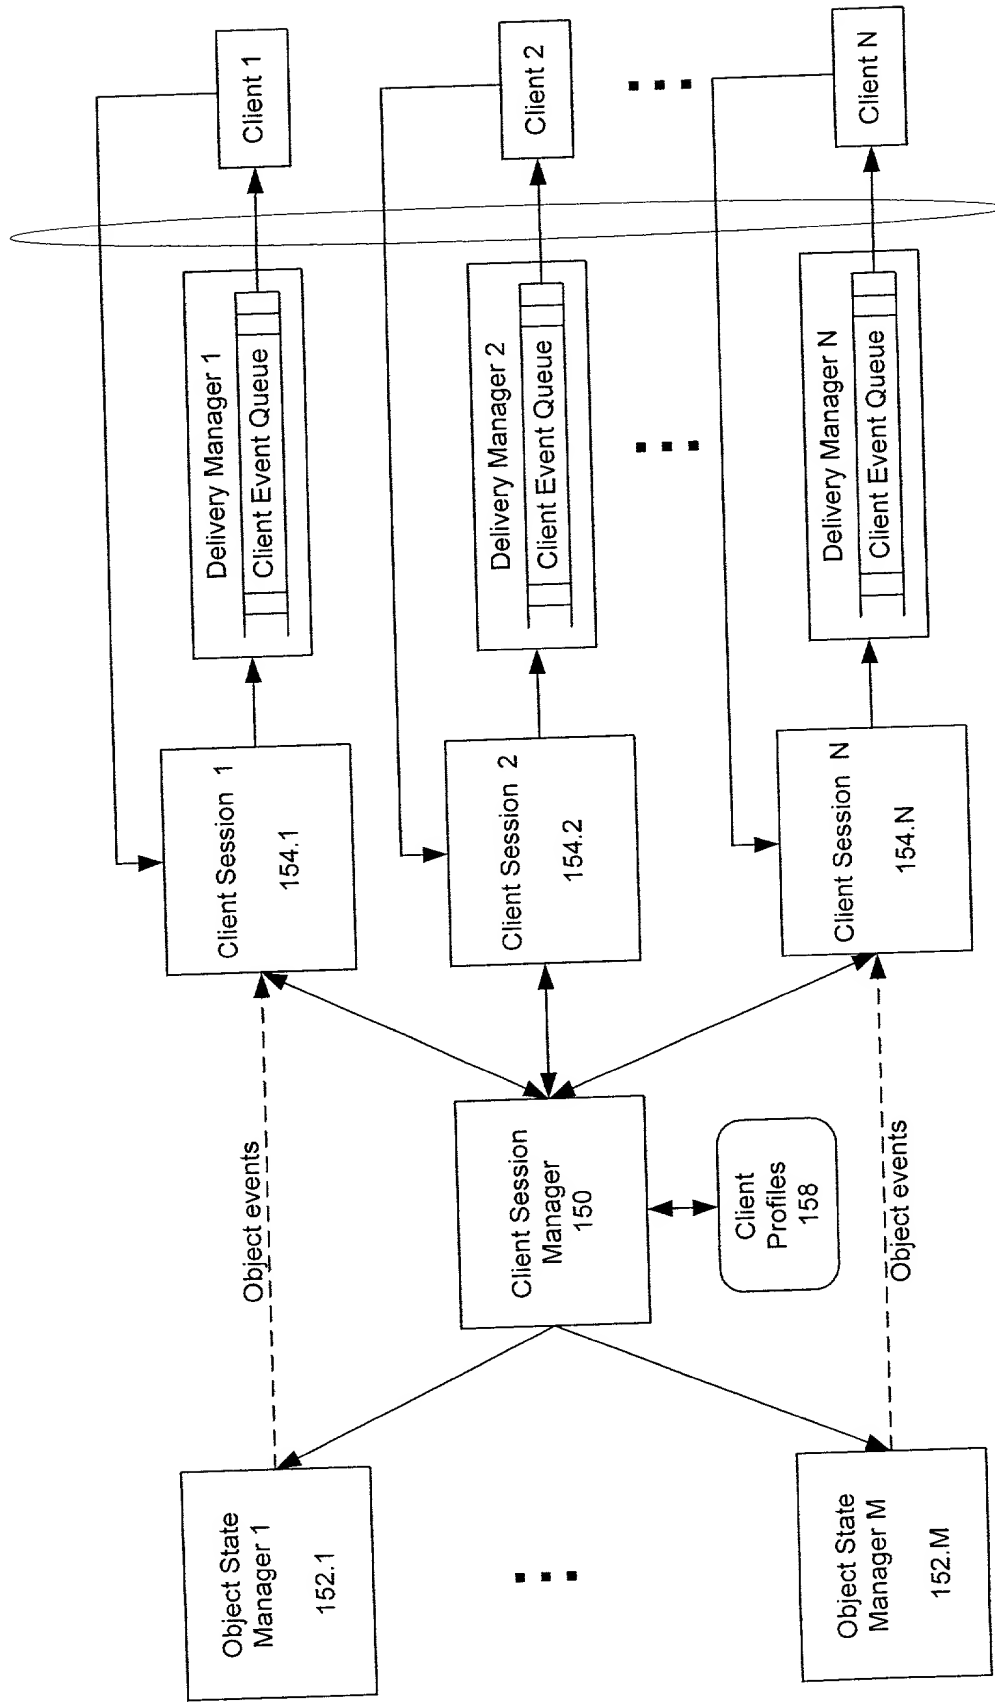 Object State
Manager 1
152.1
Object State
Manager M
152.M
Object events
Object events
Client Session
Manager
150
Client
Profiles
158
Client Session 1
154.1
Client Session 2
154.2
Client Session N
154.N
Delivery Manager 1
Client Event Queue
Delivery Manager 2
Client Event Queue
Delivery Manager N
Client Event Queue
Client 1
Client 2
Client N